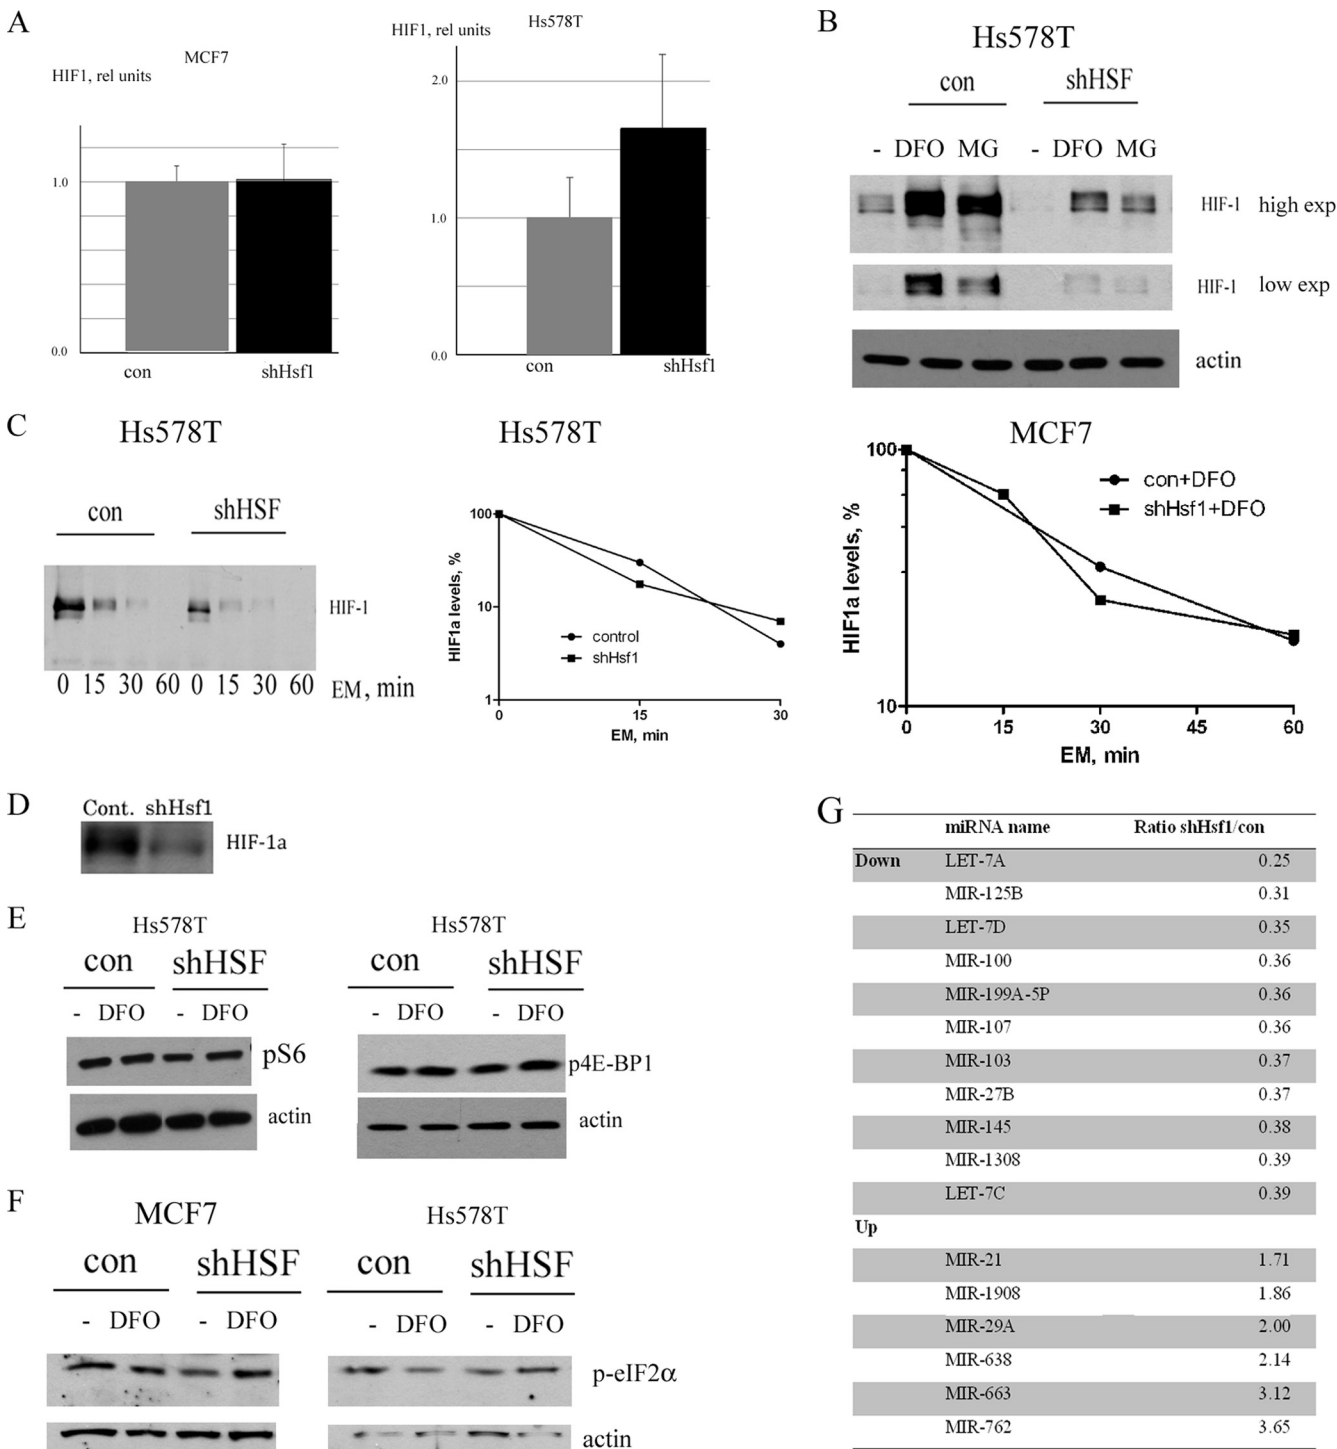 A
HIF1, rel units
MCF7
1.0
0.0
con
shHsf1
HIF1, rel units
Hs578T
2.0
1.0
0.0
con
shHsf1
B
Hs578T
con
shHSF
- DFO MG - DFO MG
HIF-1 high exp
HIF-1 low exp
actin
C
Hs578T
con
shHSF
HIF-1
0 15 30 60 0 15 30 60 EM, min
Hs578T
HIF1a levels, %
100
10
1
control
shHsf1
0 15 30
EM, min
MCF7
HIF1a levels, %
100
10
con+DFO
shHsf1+DFO
0 15 30 45 60
EM, min
D
Cont. shHsf1
HIF-1a
E
Hs578T
con shHSF
- DFO - DFO
pS6
actin
Hs578T
con shHSF
- DFO - DFO
p4E-BP1
actin
F
MCF7
con shHSF
- DFO - DFO
Hs578T
con shHSF
- DFO - DFO
p-eIF2α
actin
G
miRNA name Ratio shHsf1/con
Down LET-7A 0.25
MIR-125B 0.31
LET-7D 0.35
MIR-100 0.36
MIR-199A-5P 0.36
MIR-107 0.36
MIR-103 0.37
MIR-27B 0.37
MIR-145 0.38
MIR-1308 0.39
LET-7C 0.39
Up
MIR-21 1.71
MIR-1908 1.86
MIR-29A 2.00
MIR-638 2.14
MIR-663 3.12
MIR-762 3.65